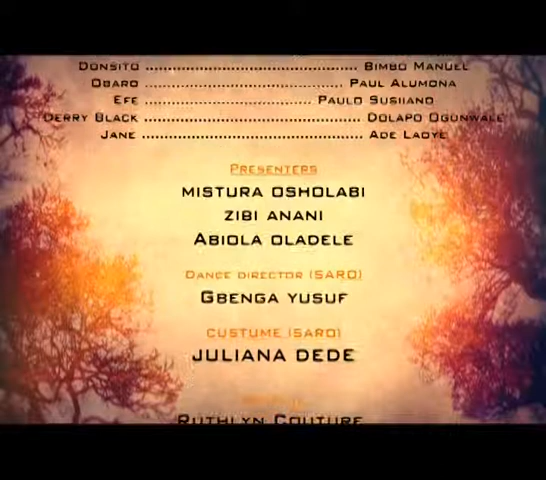 Donsito ................................................ Bimbo Manuel
Obaro ............................................. Paul Alumona
Efe ...................................... Paulo Susiiano
Derry Black ................................................. Dolapo Ogunwale
Jane .................................................. Ade Laoye
Presenters
MISTURA OSHOLABI
ZIBI ANANI
Abiola oladele
Dance director (SARO)
Gbenga yusuf
CUSTUME (SARO)
JULIANA DEDE
Ruthlyn Couture